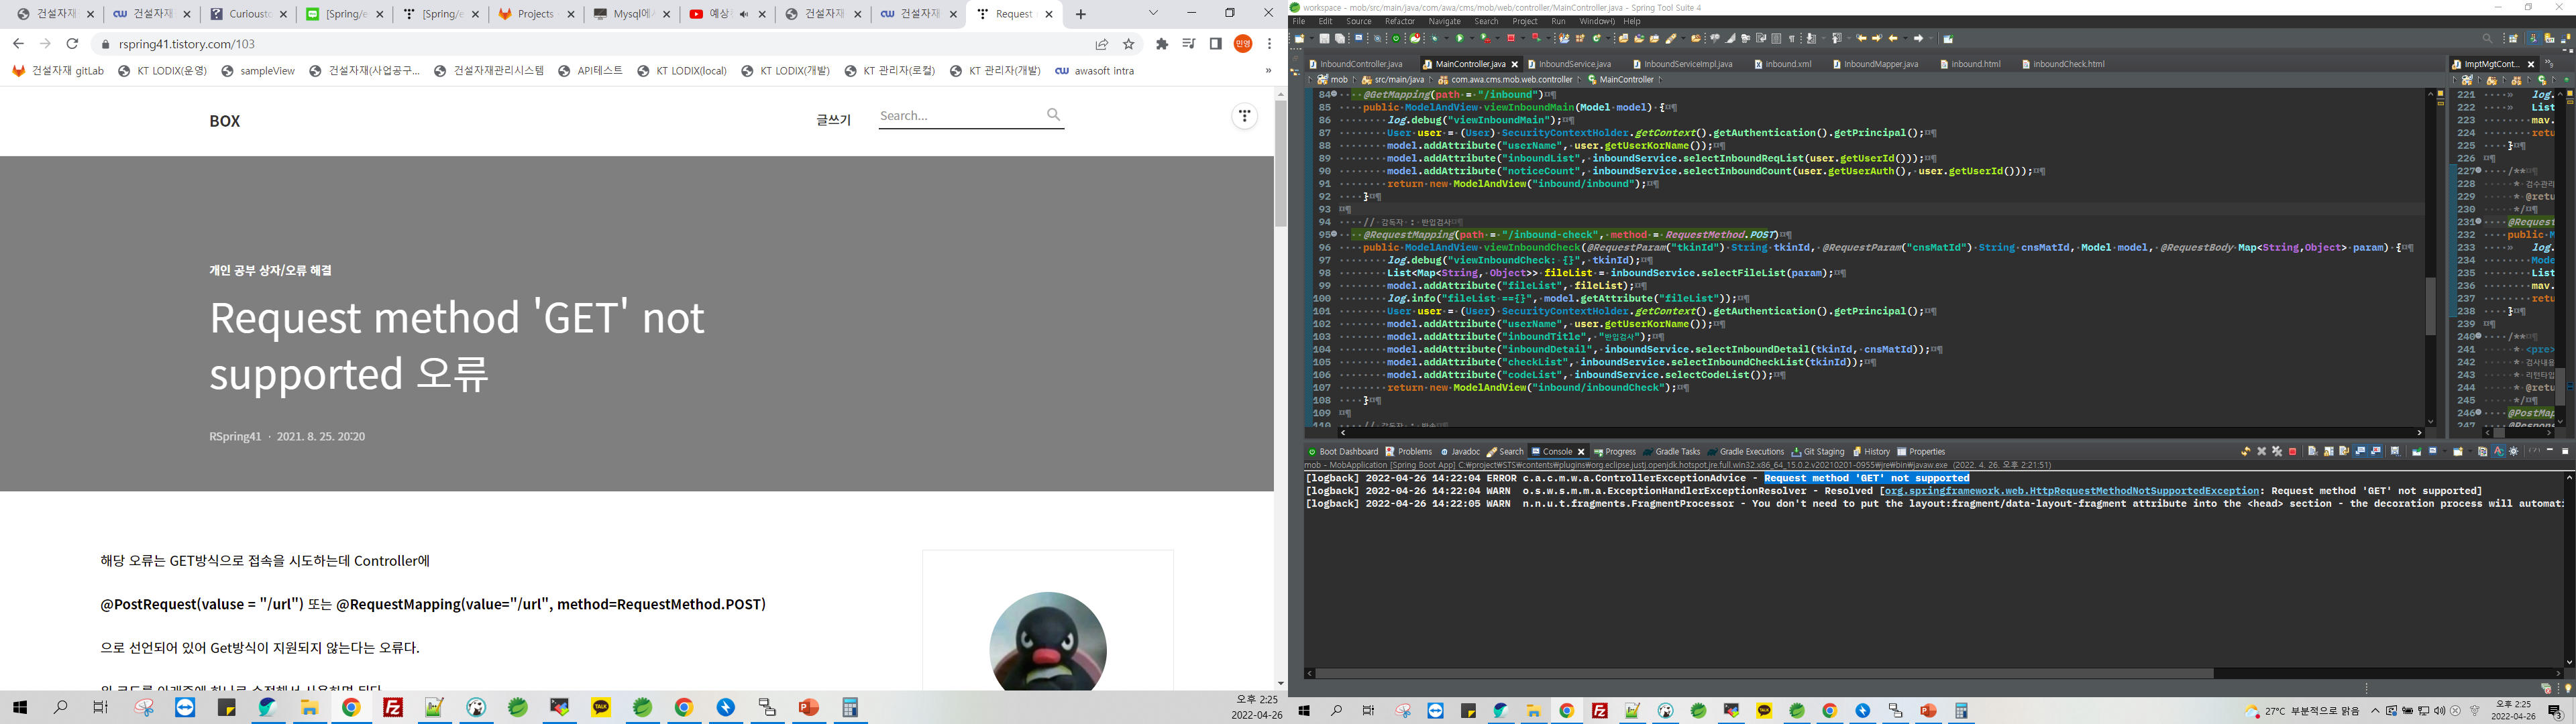 건설자재
건설자재
Curioustc
[Spring/e
[Spring/e
Projects
Mysql에서
예상
건설자재
건설자재
Request
rspring41.tistory.com/103
민영
건설자재 gitLab
KT LODIX(운영)
sampleView
건설자재(사업공구...
건설자재관리시스템
API테스트
KT LODIX(local)
KT LODIX(개발)
KT 관리자(로컬)
KT 관리자(개발)
awasoft intra
»
BOX
글쓰기
Search...
개인 공부 상자/오류 해결
Request method 'GET' not
supported 오류
RSpring41 · 2021. 8. 25. 20:20
해당 오류는 GET방식으로 접속을 시도하는데 Controller에
@PostRequest(valuse = "/url") 또는 @RequestMapping(value="/url", method=RequestMethod.POST)
으로 선언되어 있어 Get방식이 지원되지 않는다는 오류다.
오후 2:25
2022-04-26
workspace - mob/src/main/java/com/awa/cms/mob/web/controller/MainController.java - Spring Tool Suite 4
File Edit Source Refactor Navigate Search Project Run Window Help
InboundController.java MainController.java InboundService.java InboundServiceImpl.java inbound.xml InboundMapper.java inbound.html inboundCheck.html
mob src/main/java com.awa.cms.mob.web.controller MainController
84 @GetMapping(path = "/inbound")
85 public ModelAndView viewInboundMain(Model model) {
86 log.debug("viewInboundMain");
87 User user = (User) SecurityContextHolder.getContext().getAuthentication().getPrincipal();
88 model.addAttribute("userName", user.getUserKorName());
89 model.addAttribute("inboundList", inboundService.selectInboundReqList(user.getUserId()));
90 model.addAttribute("noticeCount", inboundService.selectInboundCount(user.getUserAuth(), user.getUserId()));
91 return new ModelAndView("inbound/inbound");
92 }
93
94 // 감독자 : 반입검사
95 @RequestMapping(path = "/inbound-check", method = RequestMethod.POST)
96 public ModelAndView viewInboundCheck(@RequestParam("tkinId") String tkinId, @RequestParam("cnsMatId") String cnsMatId, Model model, @RequestBody Map<String,Object> param) {
97 log.debug("viewInboundCheck: {}", tkinId);
98 List<Map<String, Object>> fileList = inboundService.selectFileList(param);
99 model.addAttribute("fileList", fileList);
100 log.info("fileList =={}", model.getAttribute("fileList"));
101 User user = (User) SecurityContextHolder.getContext().getAuthentication().getPrincipal();
102 model.addAttribute("userName", user.getUserKorName());
103 model.addAttribute("inboundTitle", "반입검사");
104 model.addAttribute("inboundDetail", inboundService.selectInboundDetail(tkinId, cnsMatId));
105 model.addAttribute("checkList", inboundService.selectInboundCheckList(tkinId));
106 model.addAttribute("codeList", inboundService.selectCodeList());
107 return new ModelAndView("inbound/inboundCheck");
108 }
109
ImptMgtCont...
221 log.
222 List
223 mav.
224 retu
225 }
226
227 /**
228 * 검수관리
229 * @retu
230 */
231 @Request
232 public M
233 log.
234 Mode
235 List
236 mav.
237 retu
238 }
239
240 /**
241 * <pre>
242 * 검사내용
243 * 리턴타입
244 * @retu
245 */
246 @PostMap
247 @Respons
Boot Dashboard Problems Javadoc Search Console Progress Gradle Tasks Gradle Executions Git Staging History Properties
mob - MobApplication [Spring Boot App] C:₩project₩STS₩contents₩plugins₩org.eclipse.justj.openjdk.hotspot.jre.full.win32.x86_64_15.0.2.v20210201-0955₩jre₩bin₩javaw.exe (2022. 4. 26. 오후 2:21:51)
[logback] 2022-04-26 14:22:04 ERROR c.a.c.m.w.a.ControllerExceptionAdvice - Request method 'GET' not supported
[logback] 2022-04-26 14:22:04 WARN o.s.w.s.m.m.a.ExceptionHandlerExceptionResolver - Resolved [org.springframework.web.HttpRequestMethodNotSupportedException: Request method 'GET' not supported]
[logback] 2022-04-26 14:22:05 WARN n.n.u.t.fragments.FragmentProcessor - You don't need to put the layout:fragment/data-layout-fragment attribute into the <head> section - the decoration process will automati
27°C 부분적으로 맑음
오후 2:25
2022-04-26